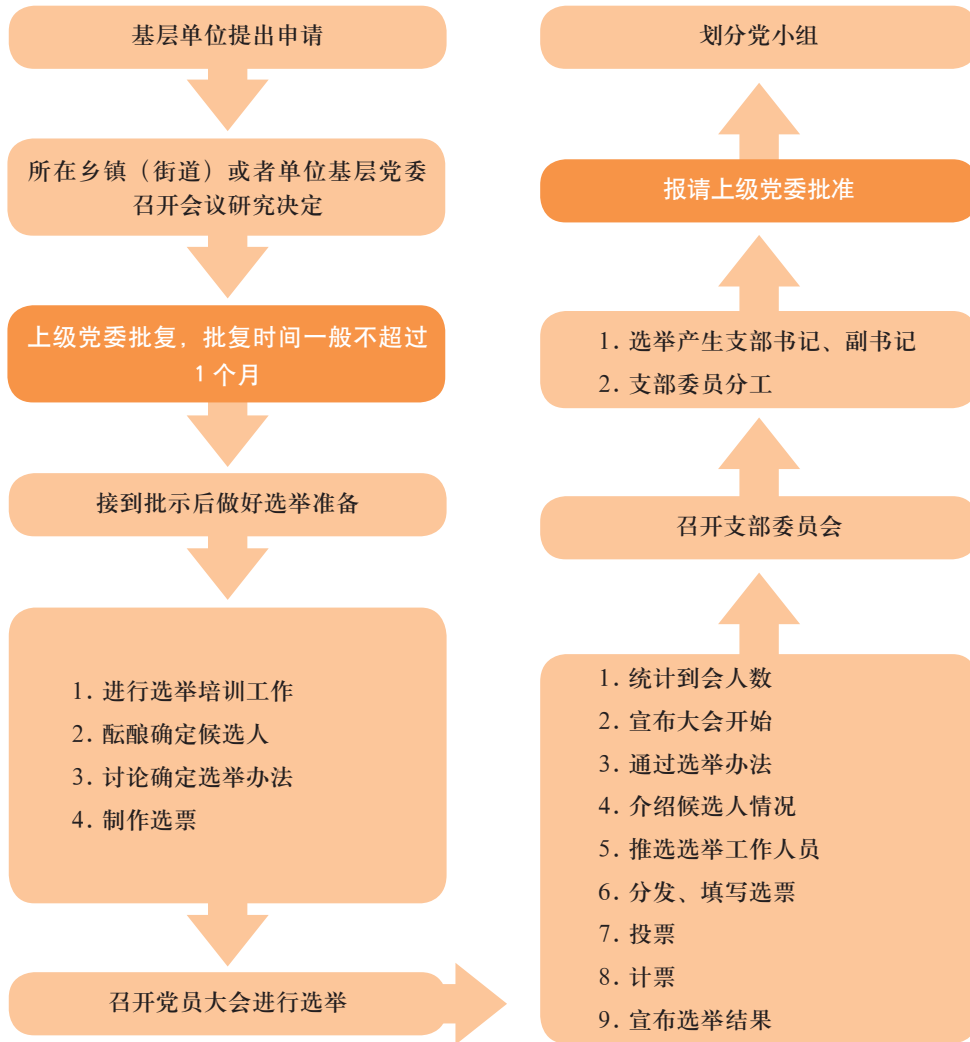 基层单位提出申请
所在乡镇（街道）或者单位基层党委
召开会议研究决定
上级党委批复，批复时间一般不超过
1 个月
接到批示后做好选举准备
1. 进行选举培训工作
2. 酝酿确定候选人
3. 讨论确定选举办法
4. 制作选票
召开党员大会进行选举
1. 统计到会人数
2. 宣布大会开始
3. 通过选举办法
4. 介绍候选人情况
5. 推选选举工作人员
6. 分发、填写选票
7. 投票
8. 计票
9. 宣布选举结果
召开支部委员会
1. 选举产生支部书记、副书记
2. 支部委员分工
报请上级党委批准
划分党小组